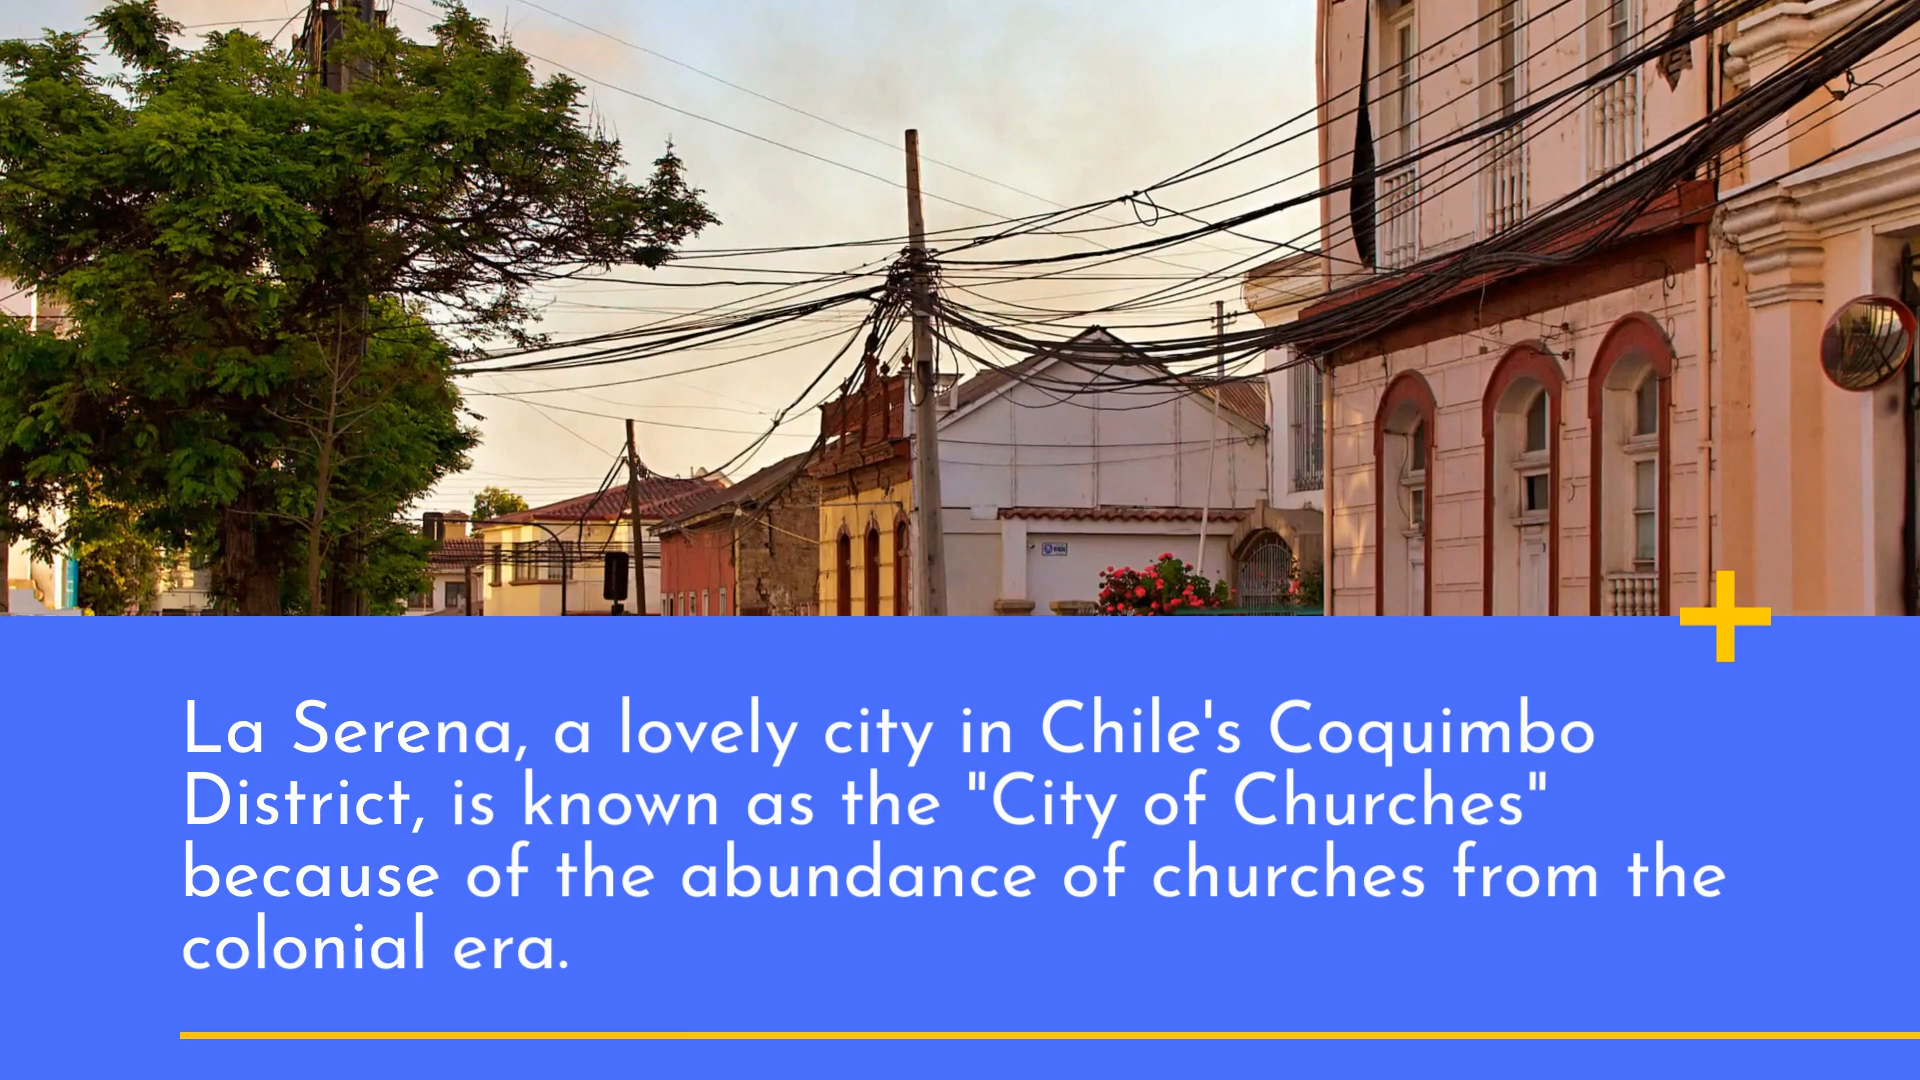 La Serena, a lovely city in Chile's Coquimbo
District, is known as the "City of Churches"
because of the abundance of churches from the
colonial era.